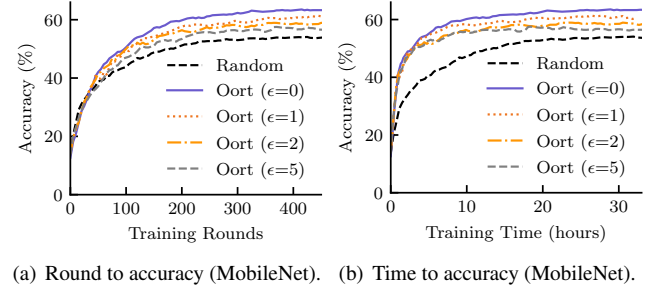 60
40
20
0
Accuracy (%)
Random
Oort (ϵ=0)
Oort (ϵ=1)
Oort (ϵ=2)
Oort (ϵ=5)
0 100 200 300 400
Training Rounds
(a) Round to accuracy (MobileNet).
60
40
20
0
Accuracy (%)
Random
Oort (ϵ=0)
Oort (ϵ=1)
Oort (ϵ=2)
Oort (ϵ=5)
0 10 20 30
Training Time (hours)
(b) Time to accuracy (MobileNet).